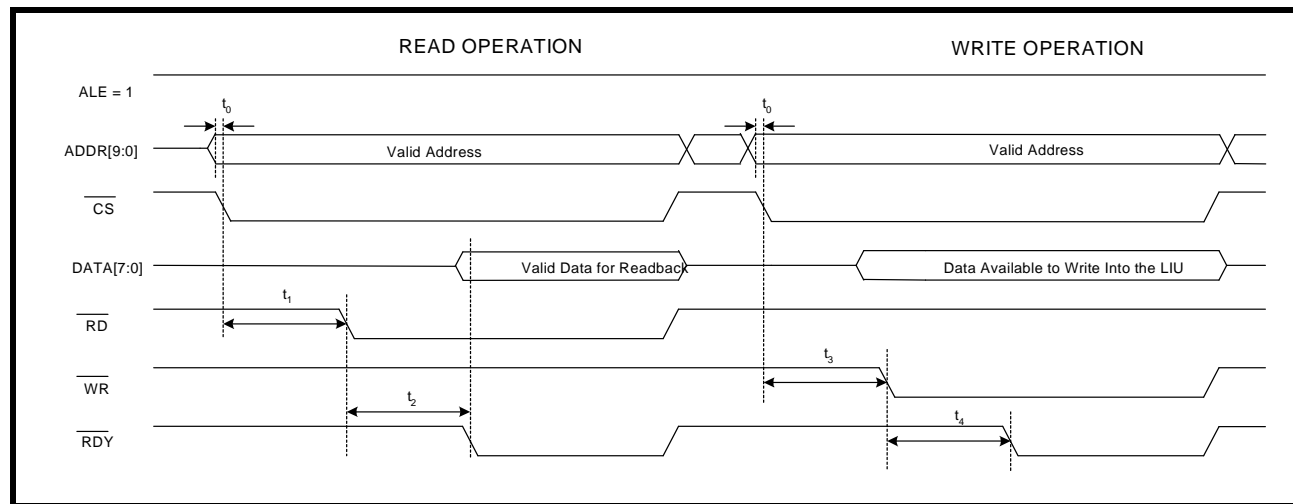 READ OPERATION WRITE OPERATION
ALE = 1
t0 t0
ADDR[9:0] Valid Address Valid Address
CS
DATA[7:0] Valid Data for Readback Data Available to Write Into the LIU
t1
RD
t3
WR
t2
t4
RDY